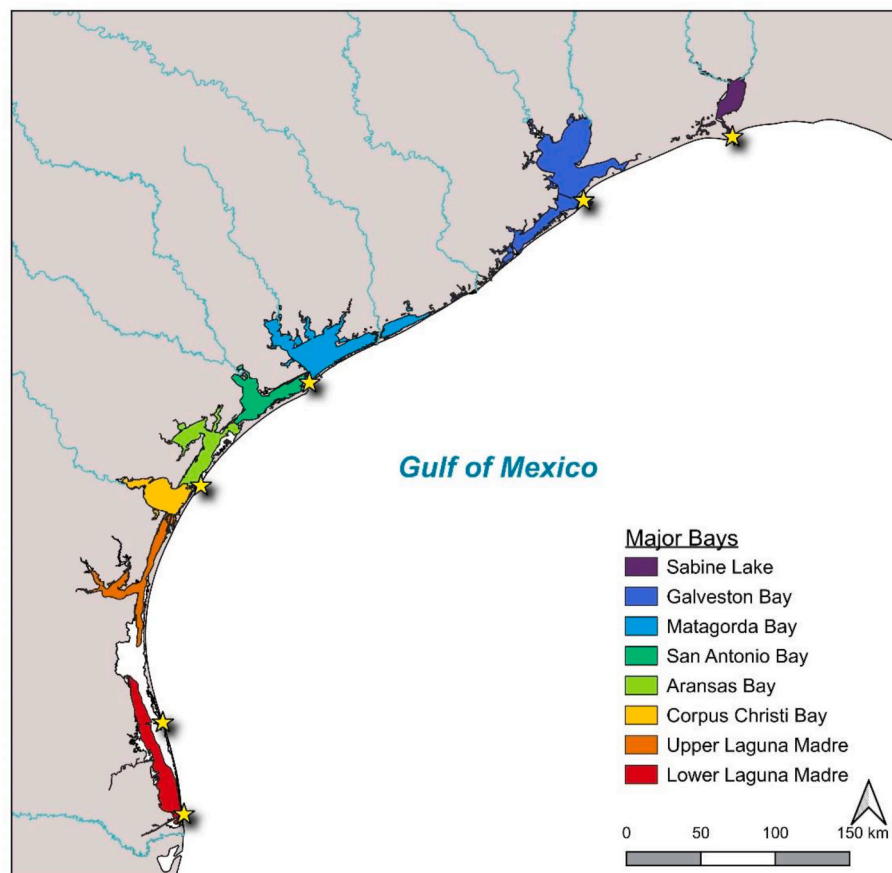 Gulf of Mexico
Major Bays
Sabine Lake
Galveston Bay
Matagorda Bay
San Antonio Bay
Aransas Bay
Corpus Christi Bay
Upper Laguna Madre
Lower Laguna Madre
0 50 100 150 km